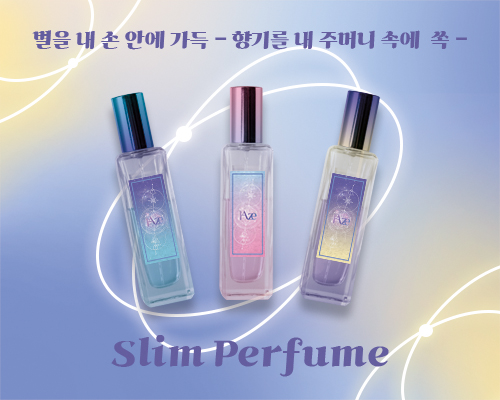 별을 내 손 안에 가득 - 향기를 내 주머니 속에 쏙 -
Slim Perfume